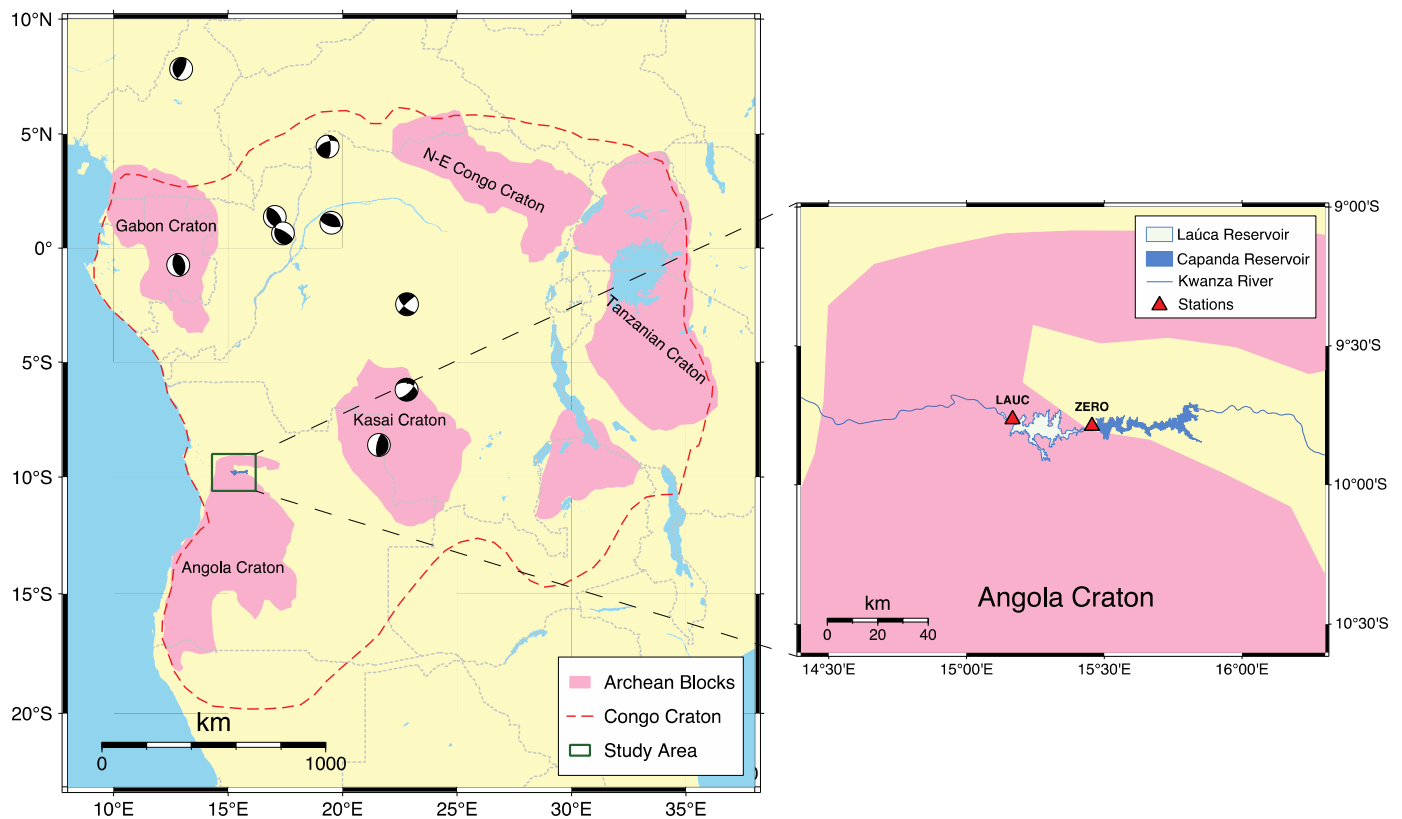 10°N
5°N
0°
5°S
10°S
15°S
20°S
10°E
15°E
20°E
25°E
30°E
35°E
N-E Congo Craton
Gabon Craton
Tanzanian Craton
Kasai Craton
Angola Craton
km
0
1000
Archean Blocks
Congo Craton
Study Area
Laúca Reservoir
Capanda Reservoir
Kwanza River
Stations
LAUC
ZERO
Angola Craton
km
0
20
40
9°00'S
9°30'S
10°00'S
10°30'S
14°30'E
15°00'E
15°30'E
16°00'E